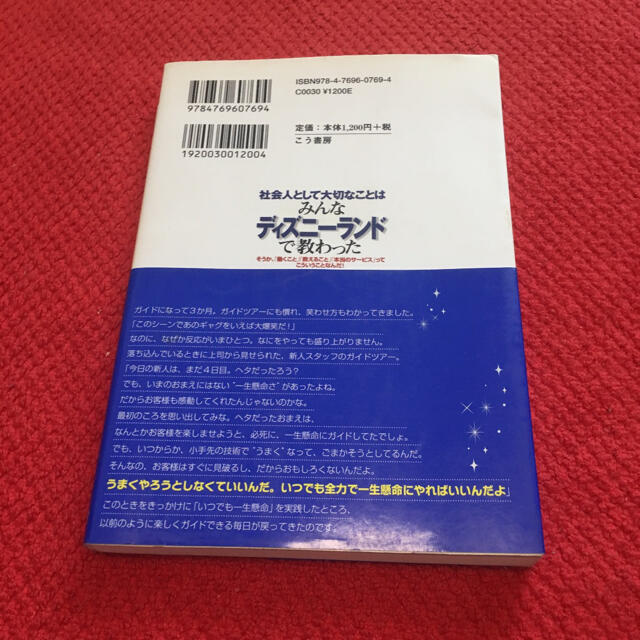 ISBN978-4-7696-0769-4
C0030 ¥1200E
9784769607694
定価：本体1,200円＋税
こう書房
1920030012004
社会人として大切なことは
みんな
ディズニーランド
で教わった
そうか、「働くこと」「教えること」「本当のサービス」って
こういうことなんだ！
ガイドになって3か月。ガイドツアーにも慣れ、笑わせ方もわかってきました。
「このシーンであのギャグをいえば大爆笑だ！」
なのに、なぜか反応がいまひとつ。なにをやっても盛り上がりません。
落ち込んでいるときに上司から見せられた、新人スタッフのガイドツアー。
「今日の新人は、まだ4日目。ヘタだったろう？
でも、いまのおまえにはない“一生懸命さ”があったよね。
だからお客様も感動してくれたんじゃないのかな。
最初のころを思い出してみな。ヘタだったおまえは、
なんとかお客様を楽しませようと、必死に、一生懸命にガイドしてたでしょ。
でも、いつからか、小手先の技術で“うまく”なって、ごまかそうとしてるんだ。
そんなの、お客様はすぐに見破るし、だからおもしろくないんだよ。
うまくやろうとしなくていいんだ。いつでも全力で一生懸命にやればいいんだよ」
このときをきっかけに「いつでも一生懸命」を実践したところ、
以前のように楽しくガイドできる毎日が戻ってきたのです。